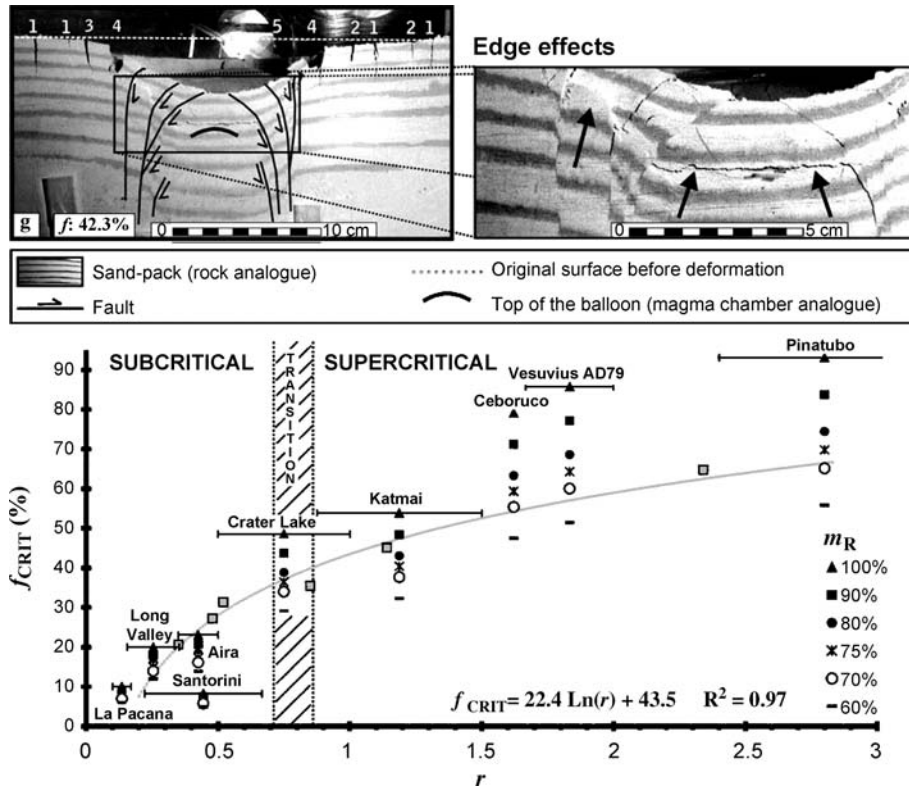 1 1 3 4 5 4 2 1 2 1
g
f: 42.3%
0 10 cm
Edge effects
0 5 cm
Sand-pack (rock analogue)
Original surface before deformation
Fault
Top of the balloon (magma chamber analogue)
SUBCRITICAL
TRANSITION
SUPERCRITICAL
Pinatubo
Vesuvius AD79
Ceboruco
Katmai
Crater Lake
Long
Valley
Aira
Santorini
La Pacana
mR
100%
90%
80%
75%
70%
60%
f CRIT = 22.4 Ln(r) + 43.5 R² = 0.97
fCRIT (%)
90
80
70
60
50
40
30
20
10
0
0 0.5 1 1.5 2 2.5 3
r